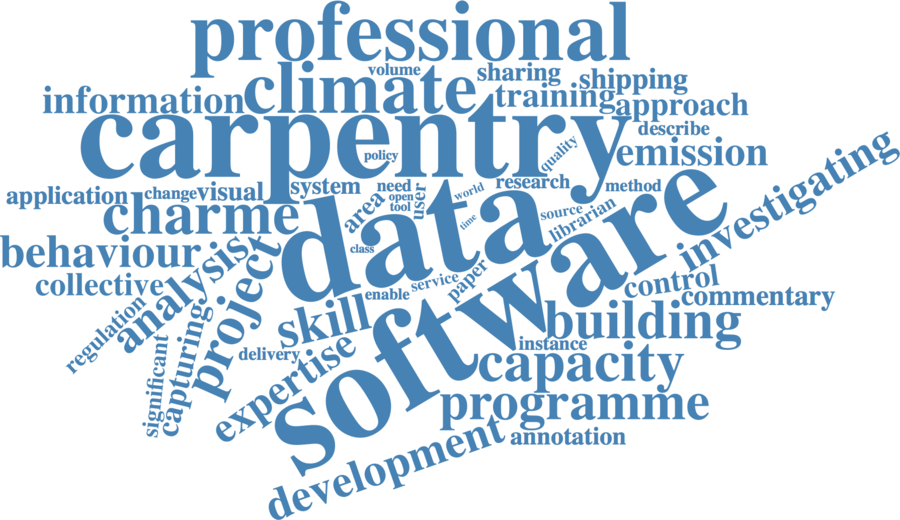 professional
volume
sharing
climate
shipping
information
training
approach
carpentry
describe
policy
quality
emission
application
change
visual
system
need
user
world
research
method
investigating
open
tool
charme
area
data
time
source
librarian
behaviour
class
software
collective
analysis
project
enable
service
paper
control
commentary
regulation
skill
building
significant
capturing
delivery
instance
expertise
capacity
programme
development
annotation